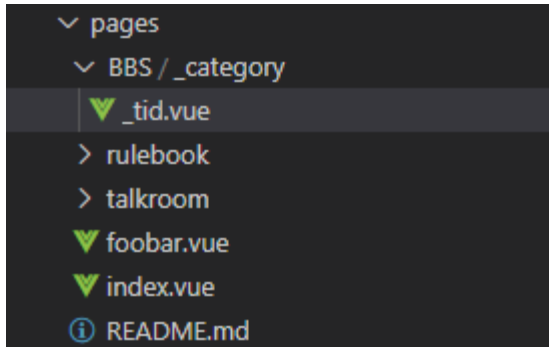 pages
BBS / _category
_tid.vue
rulebook
talkroom
foobar.vue
index.vue
README.md